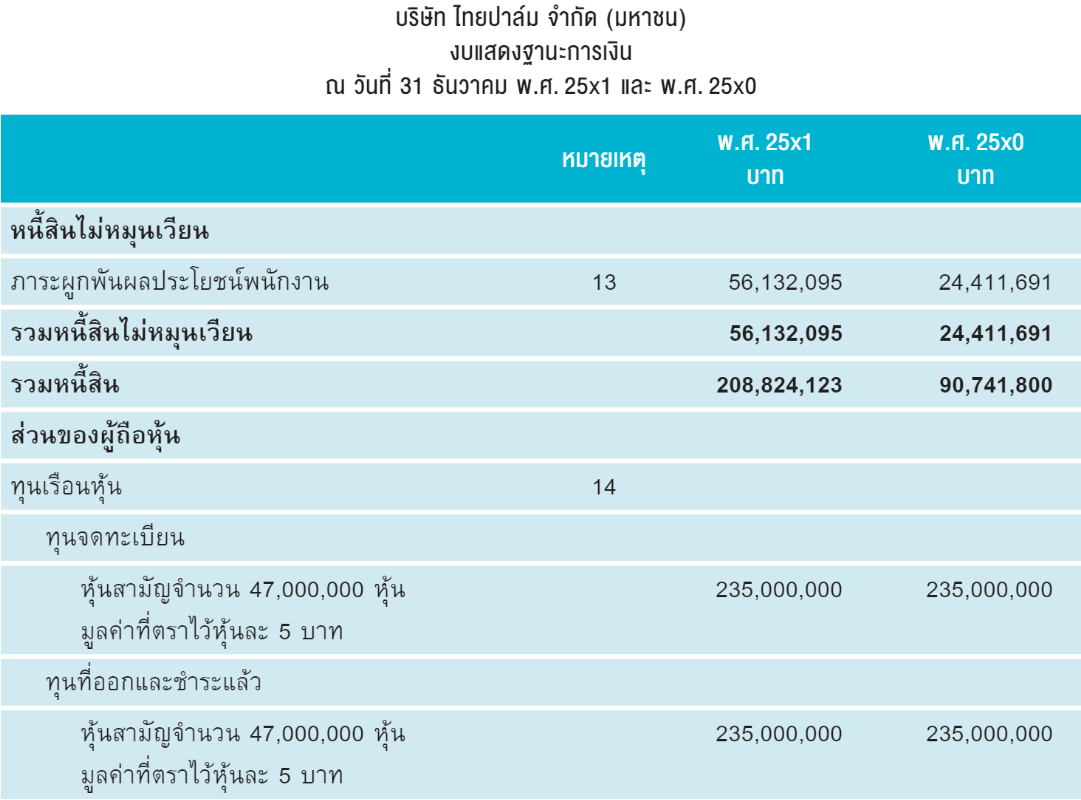 บริษัท ไทยปาล์ม จำกัด (มหาชน)
งบแสดงฐานะการเงิน
ณ วันที่ 31 ธันวาคม พ.ศ. 25x1 และ พ.ศ. 25x0
หมายเหตุ พ.ศ. 25x1 บาท พ.ศ. 25x0 บาท
หนี้สินไม่หมุนเวียน
ภาระผูกพันผลประโยชน์พนักงาน 13 56,132,095 24,411,691
รวมหนี้สินไม่หมุนเวียน 56,132,095 24,411,691
รวมหนี้สิน 208,824,123 90,741,800
ส่วนของผู้ถือหุ้น
ทุนเรือนหุ้น 14
ทุนจดทะเบียน
หุ้นสามัญจำนวน 47,000,000 หุ้น 235,000,000 235,000,000
มูลค่าที่ตราไว้หุ้นละ 5 บาท
ทุนที่ออกและชำระแล้ว
หุ้นสามัญจำนวน 47,000,000 หุ้น 235,000,000 235,000,000
มูลค่าที่ตราไว้หุ้นละ 5 บาท